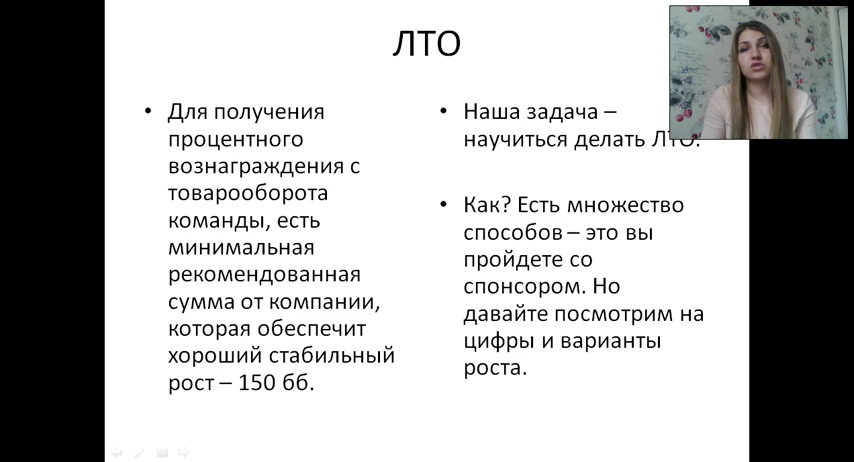 ЛТО
• Для получения
процентного
вознаграждения с
товарооборота
команды, есть
минимальная
рекомендованная
сумма от компании,
которая обеспечит
хороший стабильный
рост – 150 бб.
• Наша задача –
научиться делать ЛТО.
• Как? Есть множество
способов – это вы
пройдете со
спонсором. Но
давайте посмотрим на
цифры и варианты
роста.